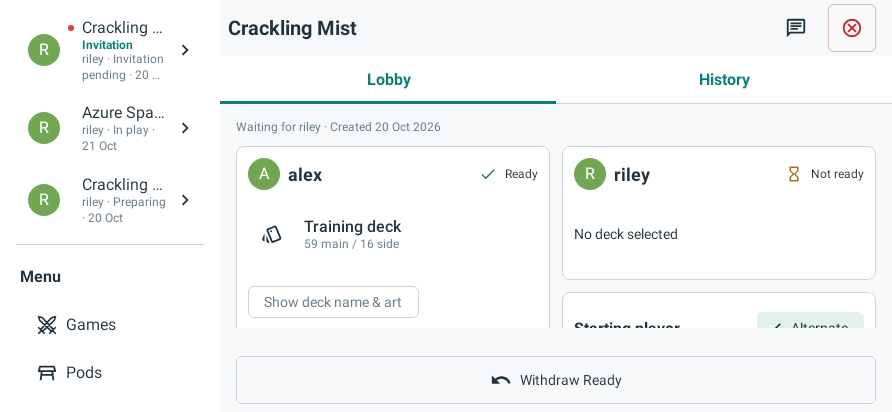 Crackling ...
Invitation
riley · Invitation
pending · 20 ...
R
Azure Spa...
riley · In play ·
21 Oct
R
Crackling ...
riley · Preparing
· 20 Oct
R
Menu
Games
Pods
Crackling Mist
Lobby
History
Waiting for riley · Created 20 Oct 2026
A
alex
Ready
Training deck
59 main / 16 side
Show deck name & art
R
riley
Not ready
No deck selected
Starting player
Alternate
Withdraw Ready